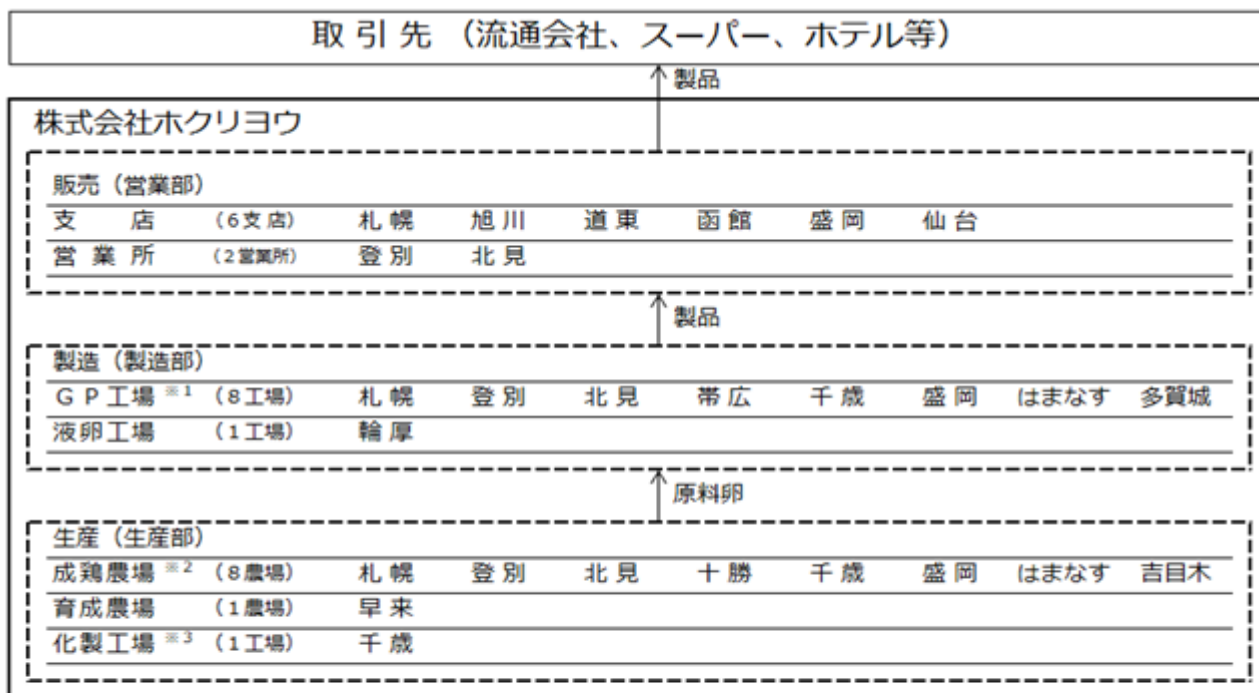 取引先 (流通会社、スーパー、ホテル等)
製品
株式会社ホクリヨウ
販売(営業部)
支店 (6支店) 札幌 旭川 道東 函館 盛岡 仙台
営業所 (2営業所) 登別 北見
製品
製造(製造部)
GP工場 ※1 (8工場) 札幌 登別 北見 帯広 千歳 盛岡 はまなす 多賀城
液卵工場 (1工場) 輪厚
原料卵
生産(生産部)
成鶏農場 ※2 (8農場) 札幌 登別 北見 十勝 千歳 盛岡 はまなす 吉目木
育成農場 (1農場) 早来
化製工場 ※3 (1工場) 千歳